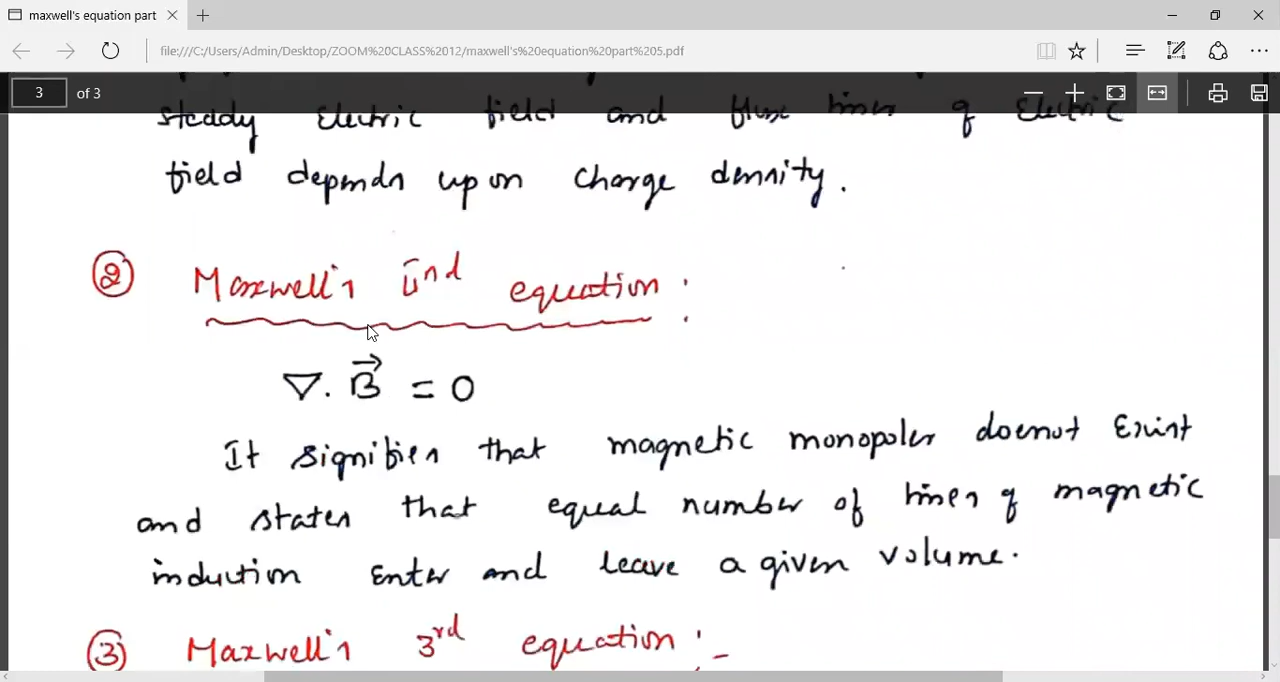 maxwell's equation part
file:///C:/Users/Admin/Desktop/ZOOM%20CLASS%2012/maxwell's%20equation%20part%205.pdf
3 of 3
steady Electric field and flux lines of Electric
field depends upon charge density.
② Maxwell's IInd equation :
∇. B⃗ = 0
It signifies that magnetic monopoles doesnot Exist
and states that equal number of lines of magnetic
induction Enter and leave a given volume.
③ Maxwell's 3rd equation :-